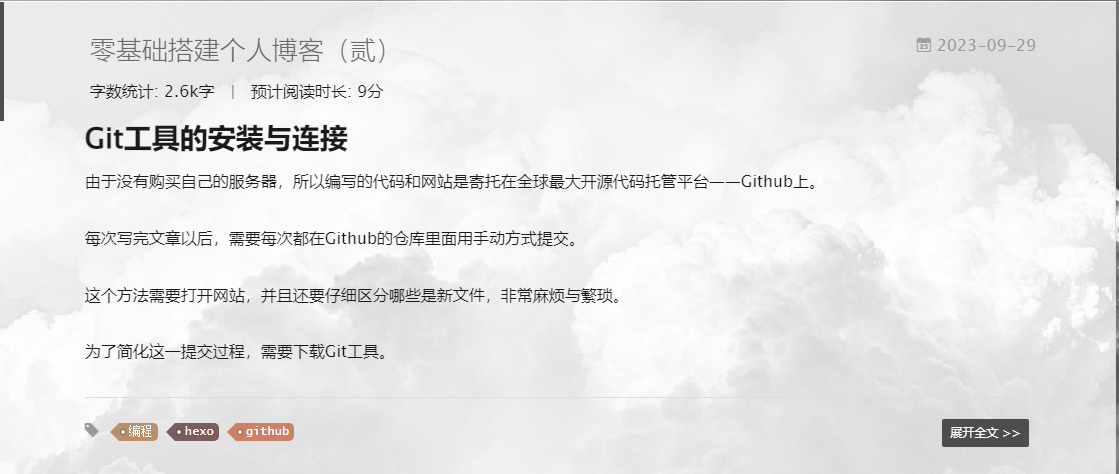 零基础搭建个人博客（贰）
2023-09-29
字数统计: 2.6k字 | 预计阅读时长: 9分
Git工具的安装与连接
由于没有购买自己的服务器，所以编写的代码和网站是寄托在全球最大开源代码托管平台——Github上。
每次写完文章以后，需要每次都在Github的仓库里面用手动方式提交。
这个方法需要打开网站，并且还要仔细区分哪些是新文件，非常麻烦与繁琐。
为了简化这一提交过程，需要下载Git工具。
编程 hexo github
展开全文 >>